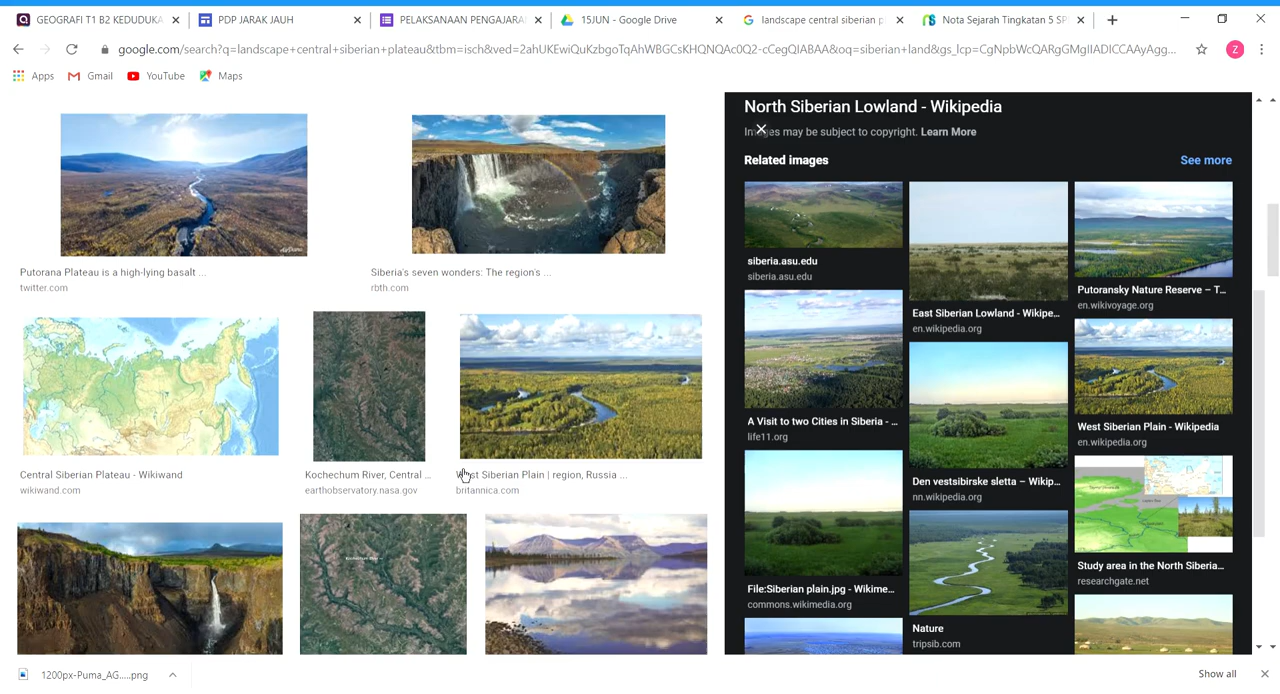 GEOGRAFI T1 B2 KEDUDUKA
PDP JARAK JAUH
PELAKSANAAN PENGAJARAN
15JUN - Google Drive
landscape central siberian pl
Nota Sejarah Tingkatan 5 SP
google.com/search?q=landscape+central+siberian+plateau&tbm=isch&ved=2ahUKEwiQuKzbgoTqAhWBGCsKHQNQAc0Q2-cCegQIABAA&oq=siberian+land&gs_lcp=CgNpbWcQARgGMgIIADICCAAyAgg...
Z
Apps
Gmail
YouTube
Maps
Putorana Plateau is a high-lying basalt ...
twitter.com
Siberia's seven wonders: The region's ...
rbth.com
Central Siberian Plateau - Wikiwand
wikiwand.com
Kochechum River, Central ...
earthobservatory.nasa.gov
West Siberian Plain | region, Russia ...
britannica.com
North Siberian Lowland - Wikipedia
Images may be subject to copyright. Learn More
Related images
See more
siberia.asu.edu
siberia.asu.edu
East Siberian Lowland - Wikipe...
en.wikipedia.org
Putoransky Nature Reserve – T...
en.wikivoyage.org
A Visit to two Cities in Siberia - ...
life11.org
West Siberian Plain - Wikipedia
en.wikipedia.org
Den vestsibirske sletta – Wikip...
nn.wikipedia.org
File:Siberian plain.jpg - Wikime...
commons.wikimedia.org
Study area in the North Siberia...
researchgate.net
Nature
tripsib.com
1200px-Puma_AG.....png
Show all